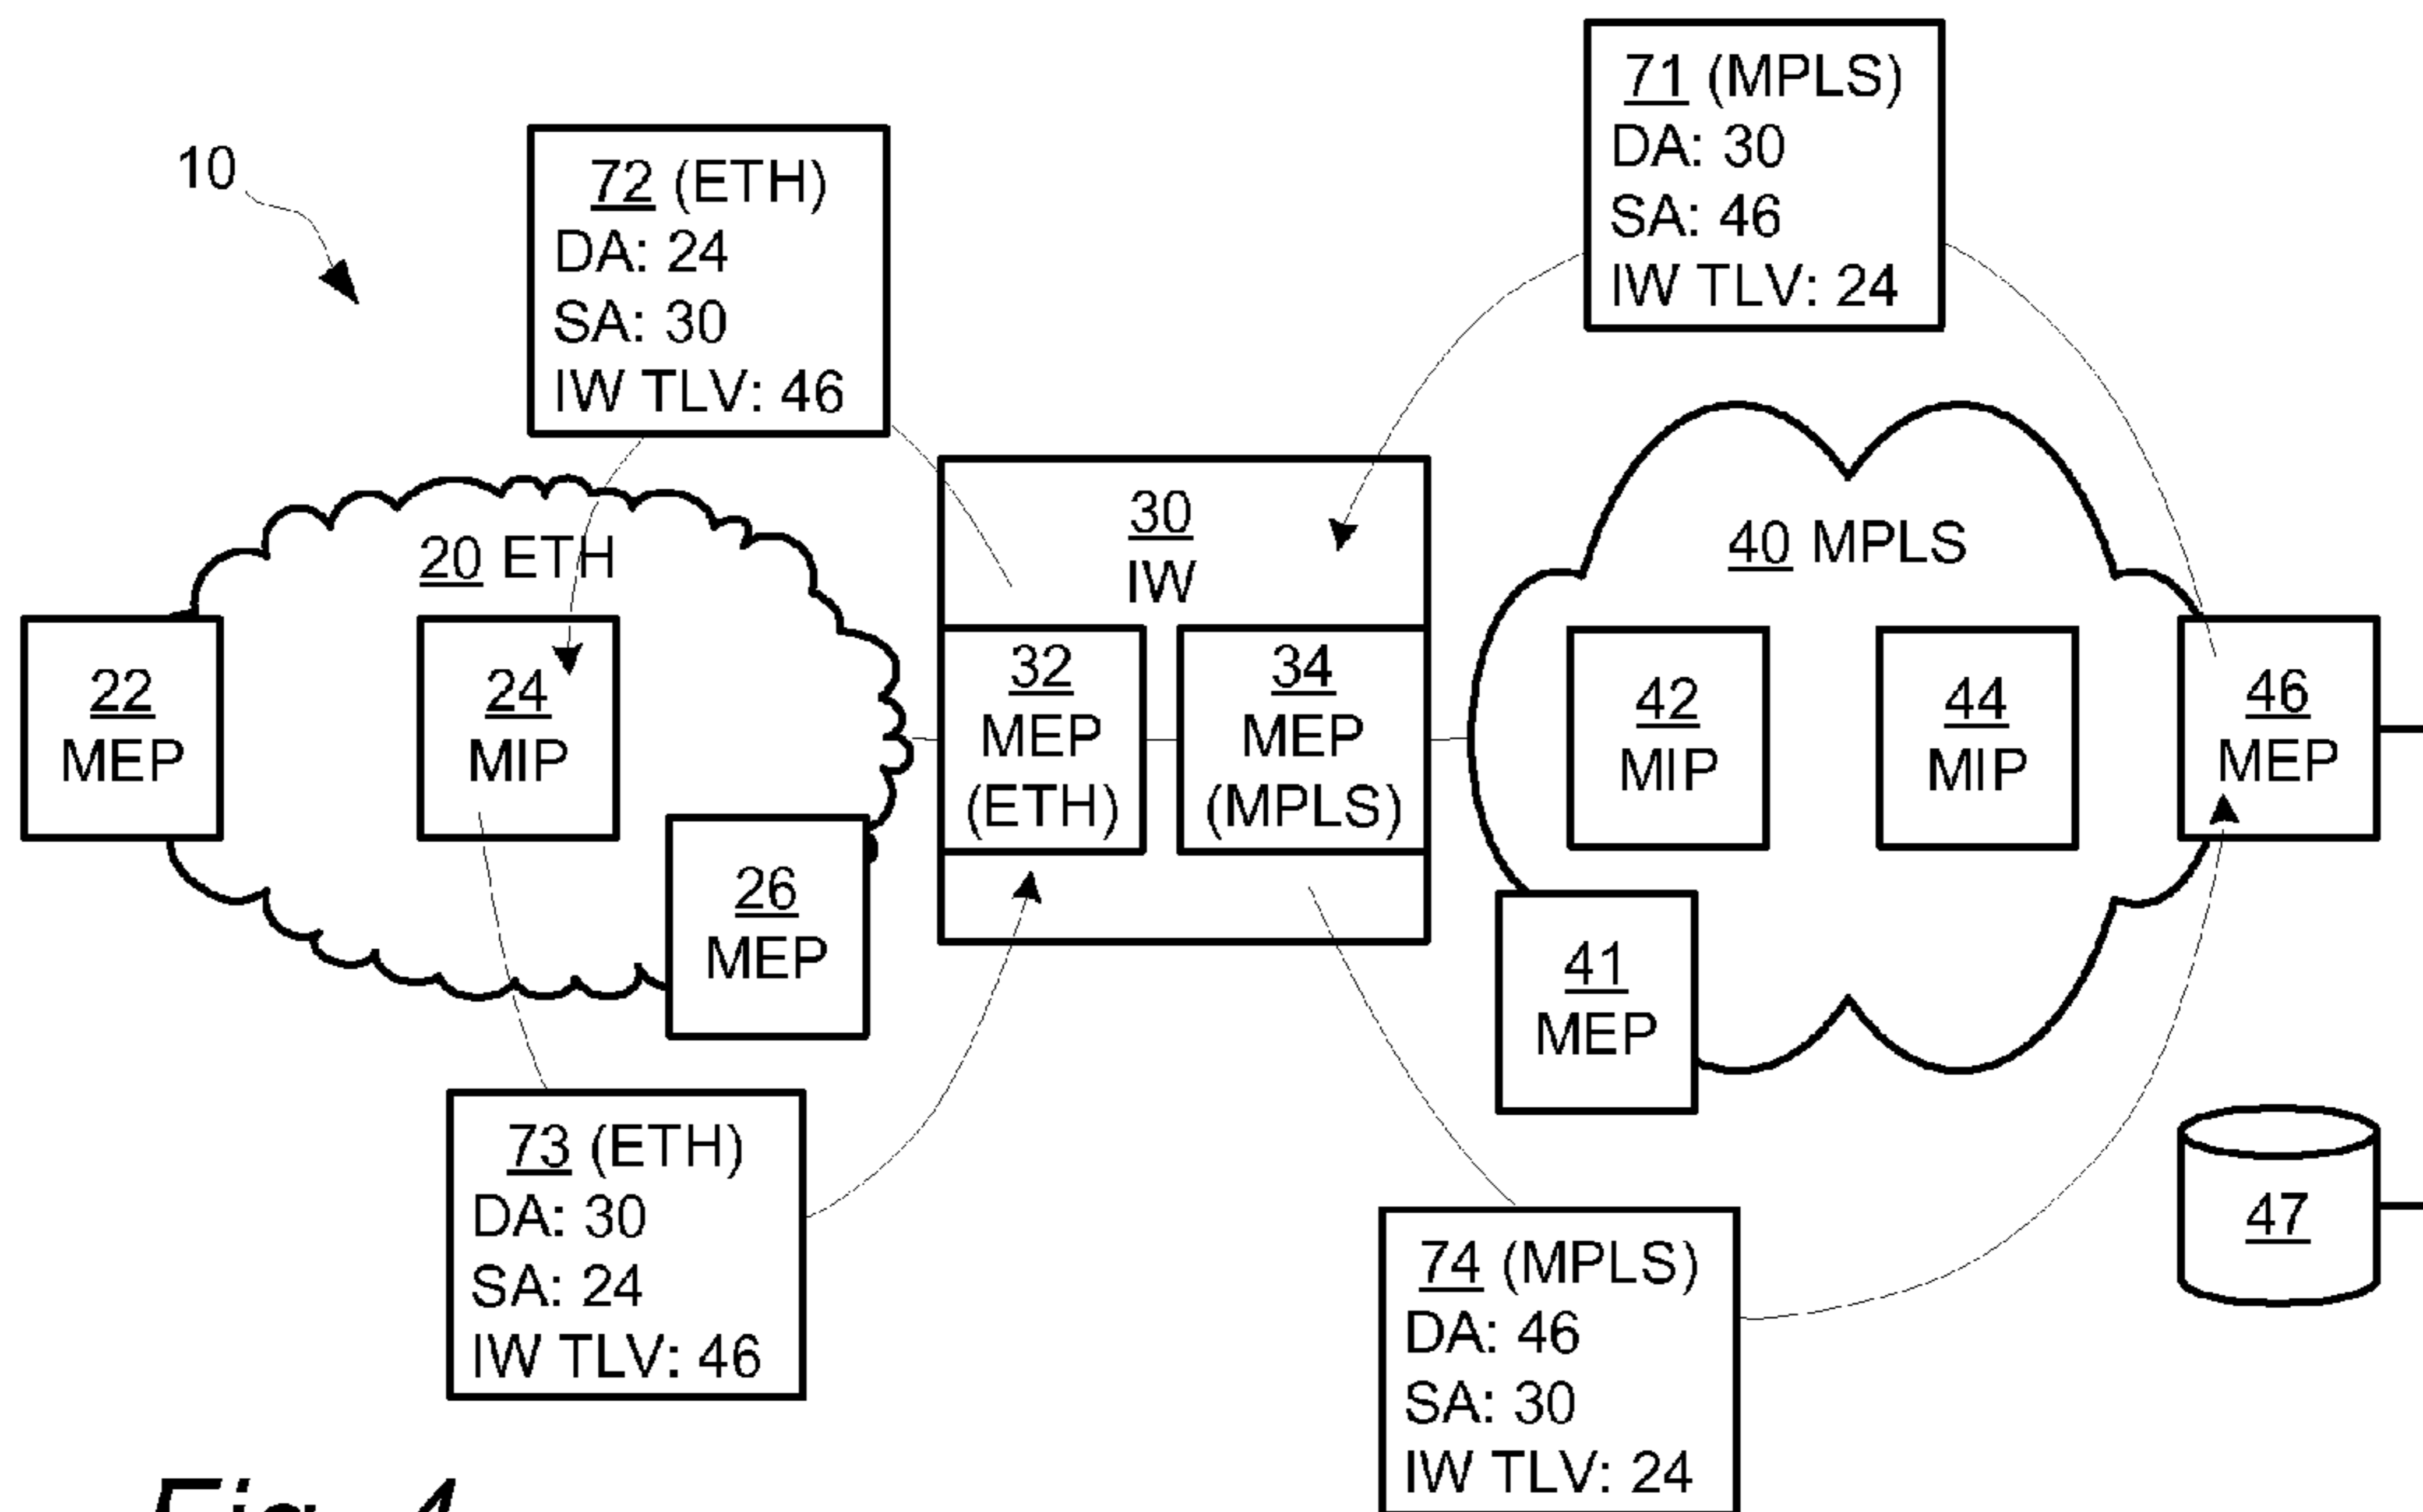 10
72 (ETH)
DA: 24
SA: 30
IW TLV: 46
71 (MPLS)
DA: 30
SA: 46
IW TLV: 24
20 ETH
22
MEP
24
MIP
26
MEP
30
IW
32
MEP
(ETH)
34
MEP
(MPLS)
40 MPLS
42
MIP
44
MIP
46
MEP
41
MEP
47
73 (ETH)
DA: 30
SA: 24
IW TLV: 46
74 (MPLS)
DA: 46
SA: 30
IW TLV: 24
Fig. 4